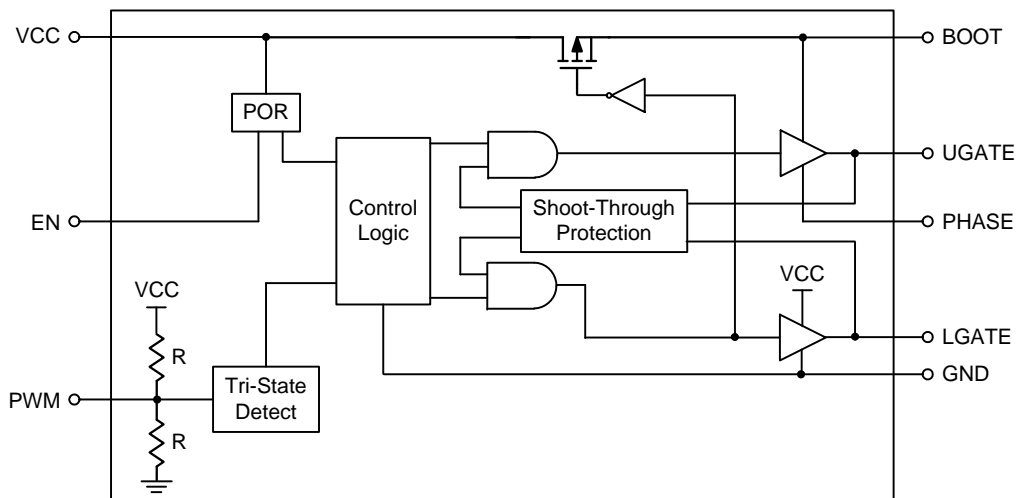 VCC
BOOT
POR
UGATE
EN
Control
Logic
Shoot-Through
Protection
PHASE
VCC
VCC
R
LGATE
Tri-State
Detect
GND
PWM
R